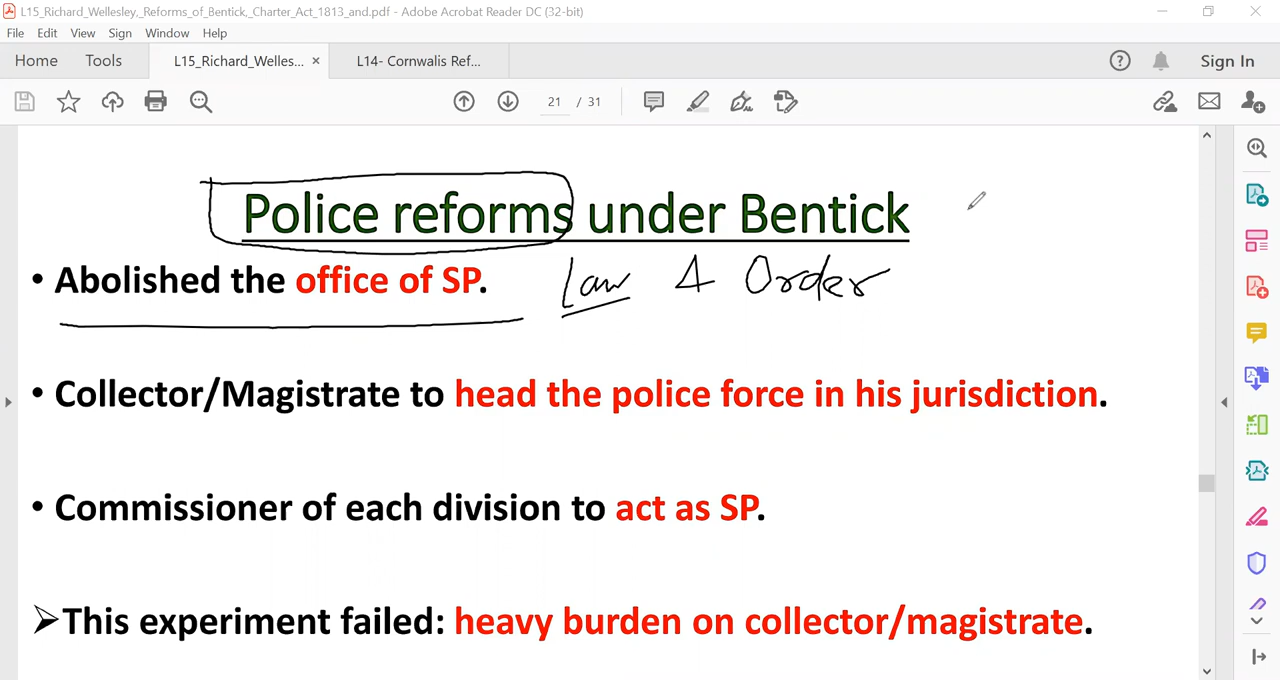 L15_Richard_Wellesley,_Reforms_of_Bentick,_Charter_Act_1813_and.pdf - Adobe Acrobat Reader DC (32-bit)
File Edit View Sign Window Help
Home Tools L15_Richard_Welles... × L14- Cornwalis Ref... Sign In
21 / 31
Police reforms under Bentick
• Abolished the office of SP. Law & Order
• Collector/Magistrate to head the police force in his jurisdiction.
• Commissioner of each division to act as SP.
➢ This experiment failed: heavy burden on collector/magistrate.